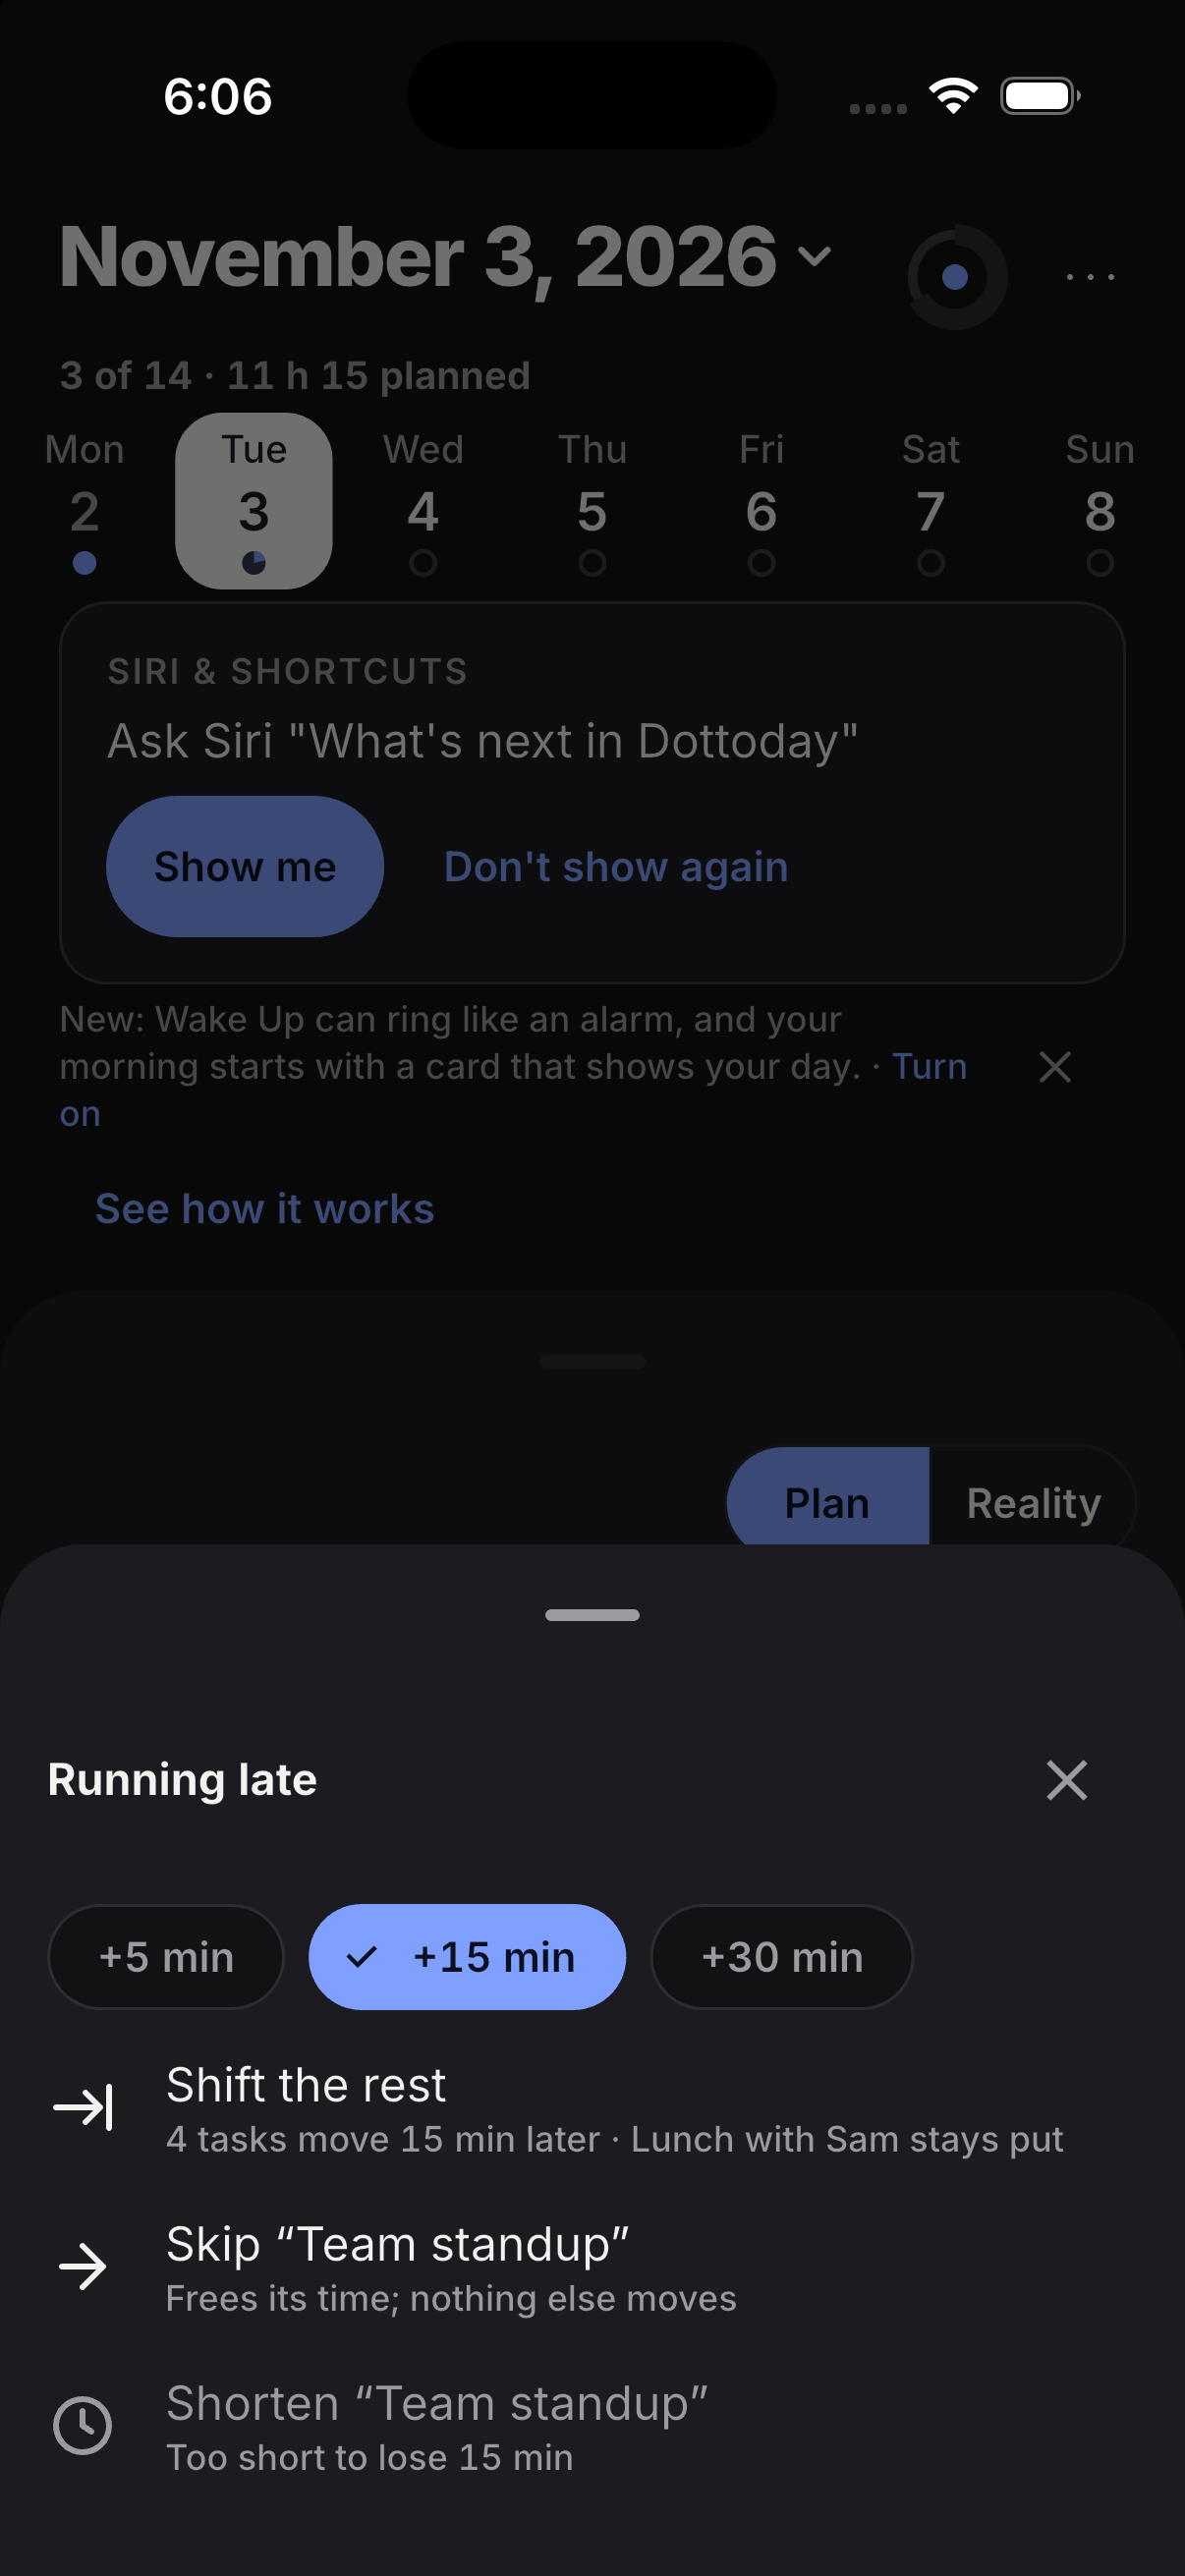 6:06
November 3, 2026
3 of 14 · 11 h 15 planned
Mon Tue Wed Thu Fri Sat Sun
2 3 4 5 6 7 8
SIRI & SHORTCUTS
Ask Siri "What's next in Dottoday"
Show me Don't show again
New: Wake Up can ring like an alarm, and your
morning starts with a card that shows your day. · Turn
on
See how it works
Plan Reality
Running late
+5 min +15 min +30 min
Shift the rest
4 tasks move 15 min later · Lunch with Sam stays put
Skip “Team standup”
Frees its time; nothing else moves
Shorten “Team standup”
Too short to lose 15 min